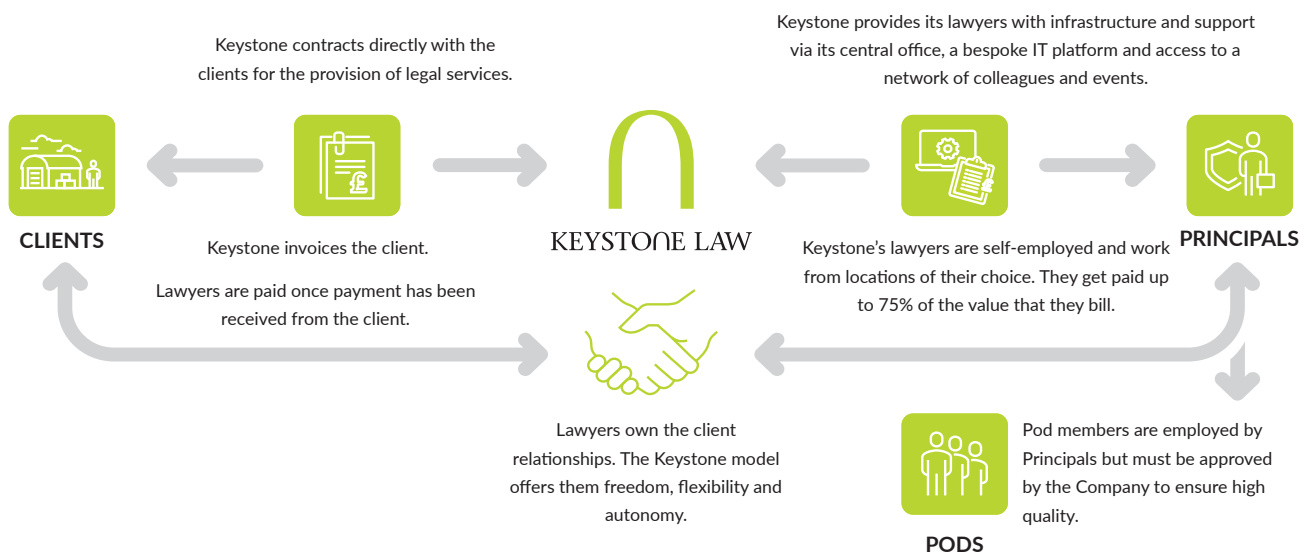 Keystone contracts directly with the
clients for the provision of legal services.
Keystone provides its lawyers with infrastructure and support
via its central office, a bespoke IT platform and access to a
network of colleagues and events.
CLIENTS
£
KEYSTONE LAW
£
PRINCIPALS
Keystone invoices the client.
Lawyers are paid once payment has been
received from the client.
Keystone’s lawyers are self-employed and work
from locations of their choice. They get paid up
to 75% of the value that they bill.
Lawyers own the client
relationships. The Keystone model
offers them freedom, flexibility and
autonomy.
PODS
Pod members are employed by
Principals but must be approved
by the Company to ensure high
quality.